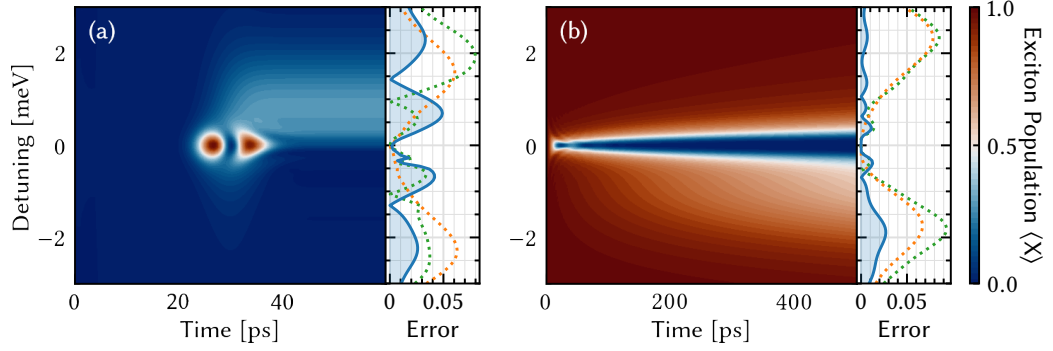 (a)
(b)
Detuning [meV]
2
0
−2
0
20
40
Time [ps]
0
0.05
Error
2
0
−2
0
200
400
Time [ps]
0
0.05
Error
1.0
0.5
0.0
Exciton Population ⟨X⟩